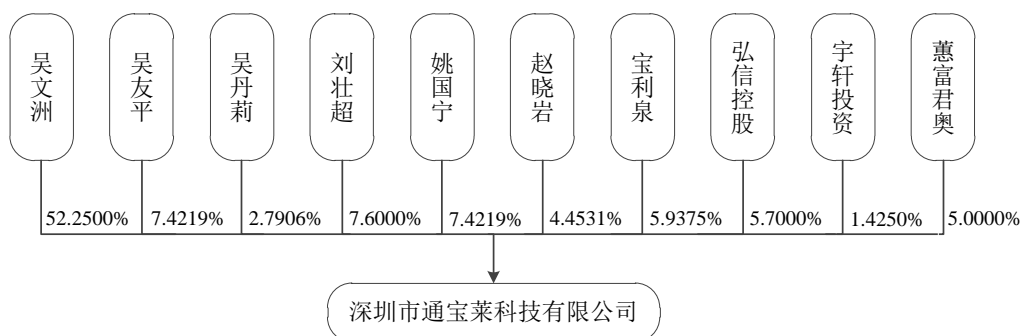 吴文洲
吴友平
吴丹莉
刘壮超
姚国宁
赵晓岩
宝利泉
弘信控股
宇轩投资
蕙富君奥
52.2500%
7.4219%
2.7906%
7.6000%
7.4219%
4.4531%
5.9375%
5.7000%
1.4250%
5.0000%
深圳市通宝莱科技有限公司